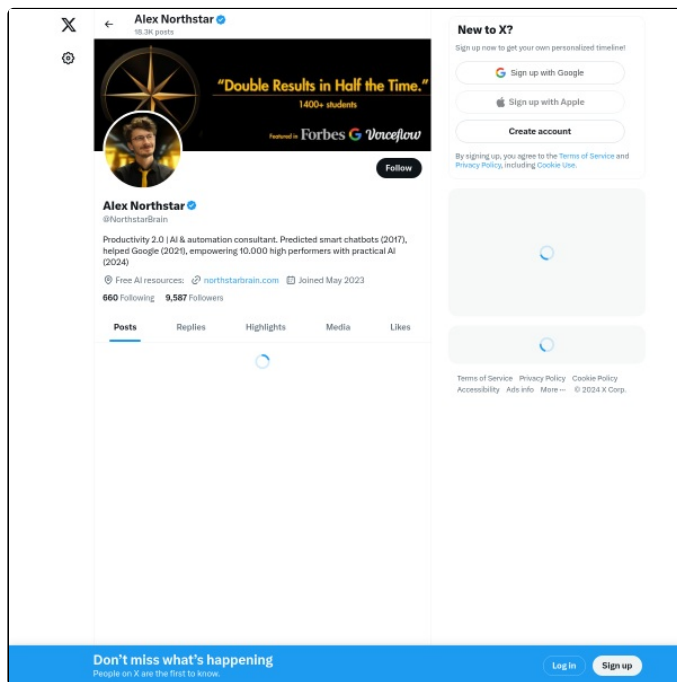 Alex Northstar
18.3K posts
"Double Results in Half the Time."
1400+ students
Featured in Forbes G Voiceflow
Follow
Alex Northstar
@NorthstarBrain
Productivity 2.0 | AI & automation consultant. Predicted smart chatbots (2017),
helped Google (2021), empowering 10.000 high performers with practical AI
(2024)
Free AI resources: northstarbrain.com Joined May 2023
660 Following 9,587 Followers
Posts Replies Highlights Media Likes
New to X?
Sign up now to get your own personalized timeline!
Sign up with Google
Sign up with Apple
Create account
By signing up, you agree to the Terms of Service and
Privacy Policy, including Cookie Use.
Terms of Service Privacy Policy Cookie Policy
Accessibility Ads info More ··· © 2024 X Corp.
Don't miss what's happening
People on X are the first to know.
Log in Sign up